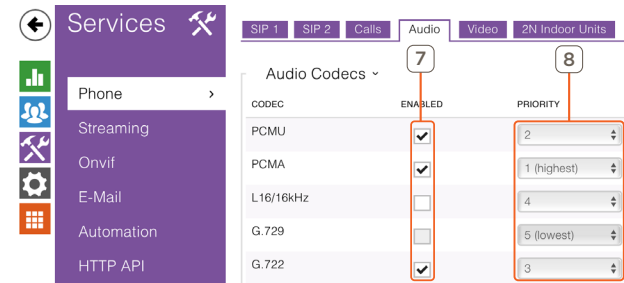 Services
SIP 1 SIP 2 Calls Audio Video 2N Indoor Units
7 8
Audio Codecs
Phone
CODEC ENABLED PRIORITY
Streaming
PCMU 2
Onvif
PCMA 1 (highest)
E-Mail
L16/16kHz 4
Automation
G.729 5 (lowest)
HTTP API
G.722 3